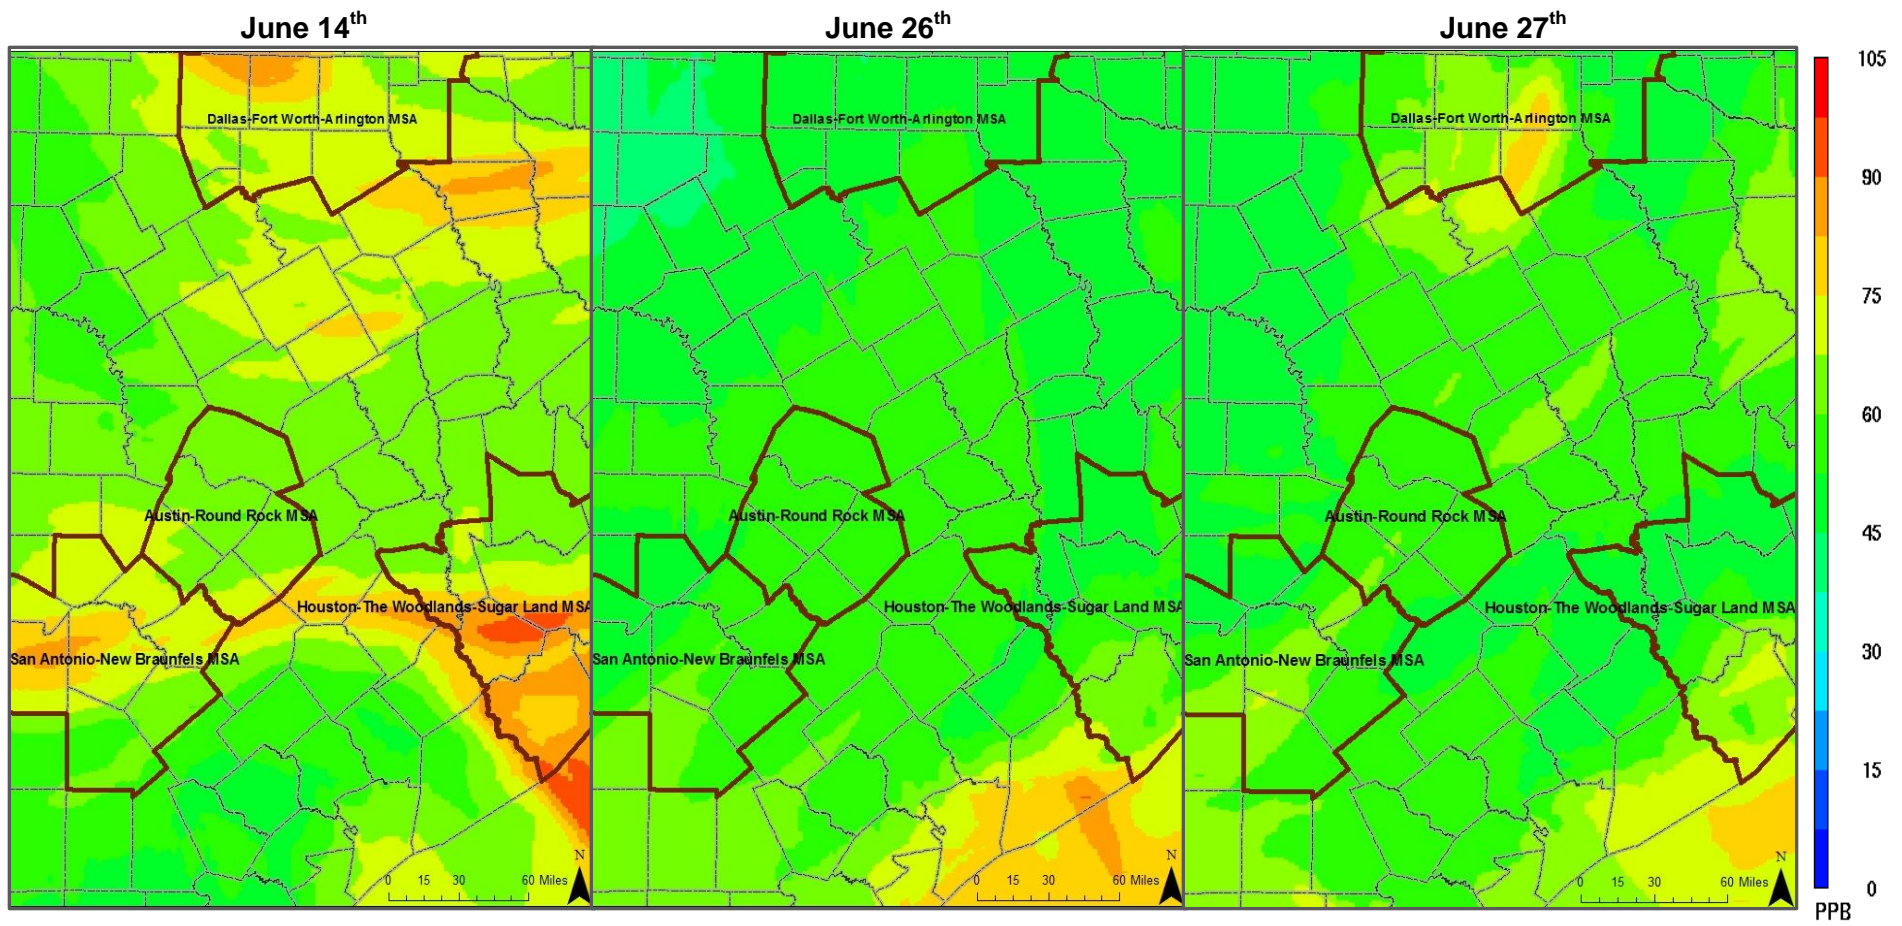 June 14th
June 26th
June 27th
Dallas-Fort Worth-Arlington MSA
Austin-Round Rock MSA
Houston-The Woodlands-Sugar Land MSA
San Antonio-New Braunfels MSA
N
0 15 30 60 Miles
Dallas-Fort Worth-Arlington MSA
Austin-Round Rock MSA
Houston-The Woodlands-Sugar Land MSA
San Antonio-New Braunfels MSA
N
0 15 30 60 Miles
Dallas-Fort Worth-Arlington MSA
Austin-Round Rock MSA
Houston-The Woodlands-Sugar Land MSA
San Antonio-New Braunfels MSA
N
0 15 30 60 Miles
105
90
75
60
45
30
15
0
PPB